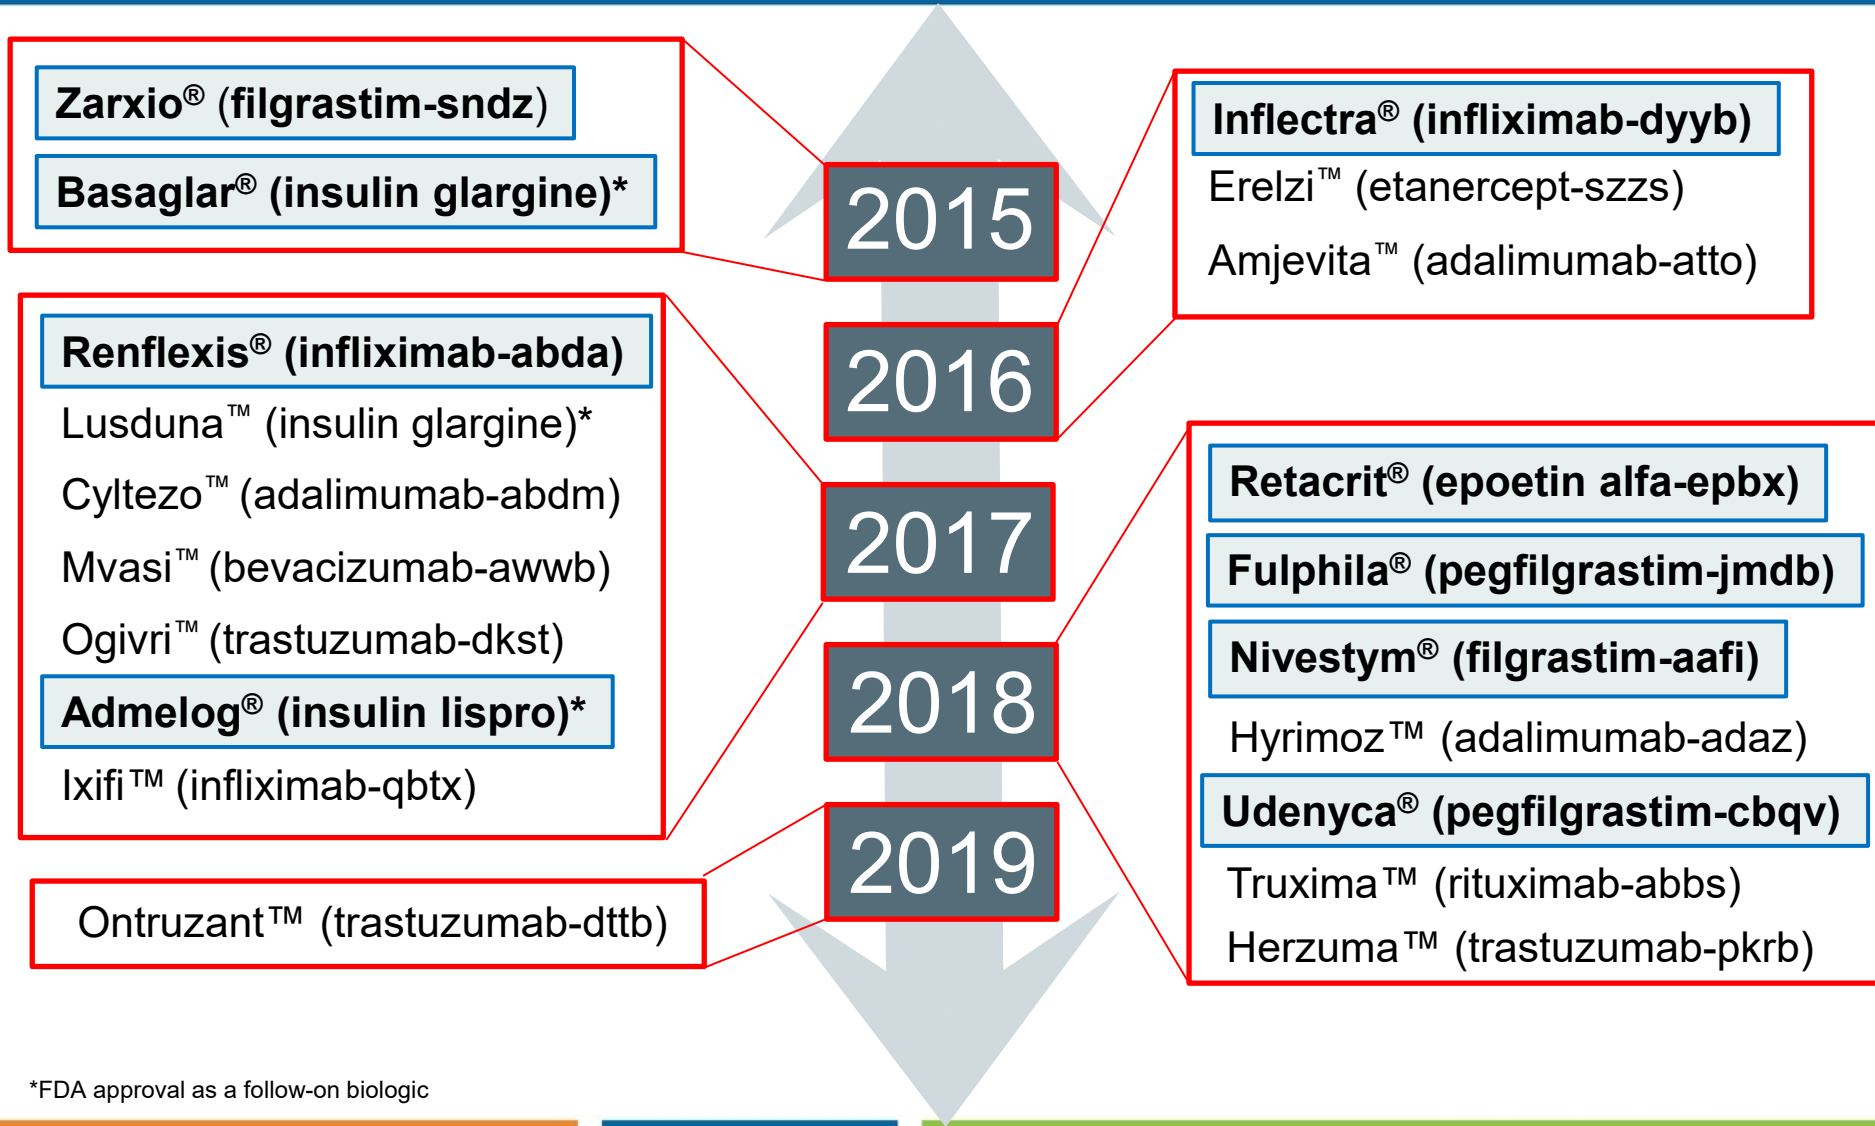 Zarxio® (filgrastim-sndz)
Basaglar® (insulin glargine)*
2015
Inflectra® (infliximab-dyyb)
Erelzi™ (etanercept-szzs)
Amjevita™ (adalimumab-atto)
2016
Renflexis® (infliximab-abda)
Lusduna™ (insulin glargine)*
Cyltezo™ (adalimumab-abdm)
Mvasi™ (bevacizumab-awwb)
Ogivri™ (trastuzumab-dkst)
Admelog® (insulin lispro)*
Ixifi™ (infliximab-qbtx)
2017
Retacrit® (epoetin alfa-epbx)
Fulphila® (pegfilgrastim-jmdb)
Nivestym® (filgrastim-aafi)
Hyrimoz™ (adalimumab-adaz)
Udenyca® (pegfilgrastim-cbqv)
Truxima™ (rituximab-abbs)
Herzuma™ (trastuzumab-pkrb)
2018
Ontruzant™ (trastuzumab-dttb)
2019
*FDA approval as a follow-on biologic